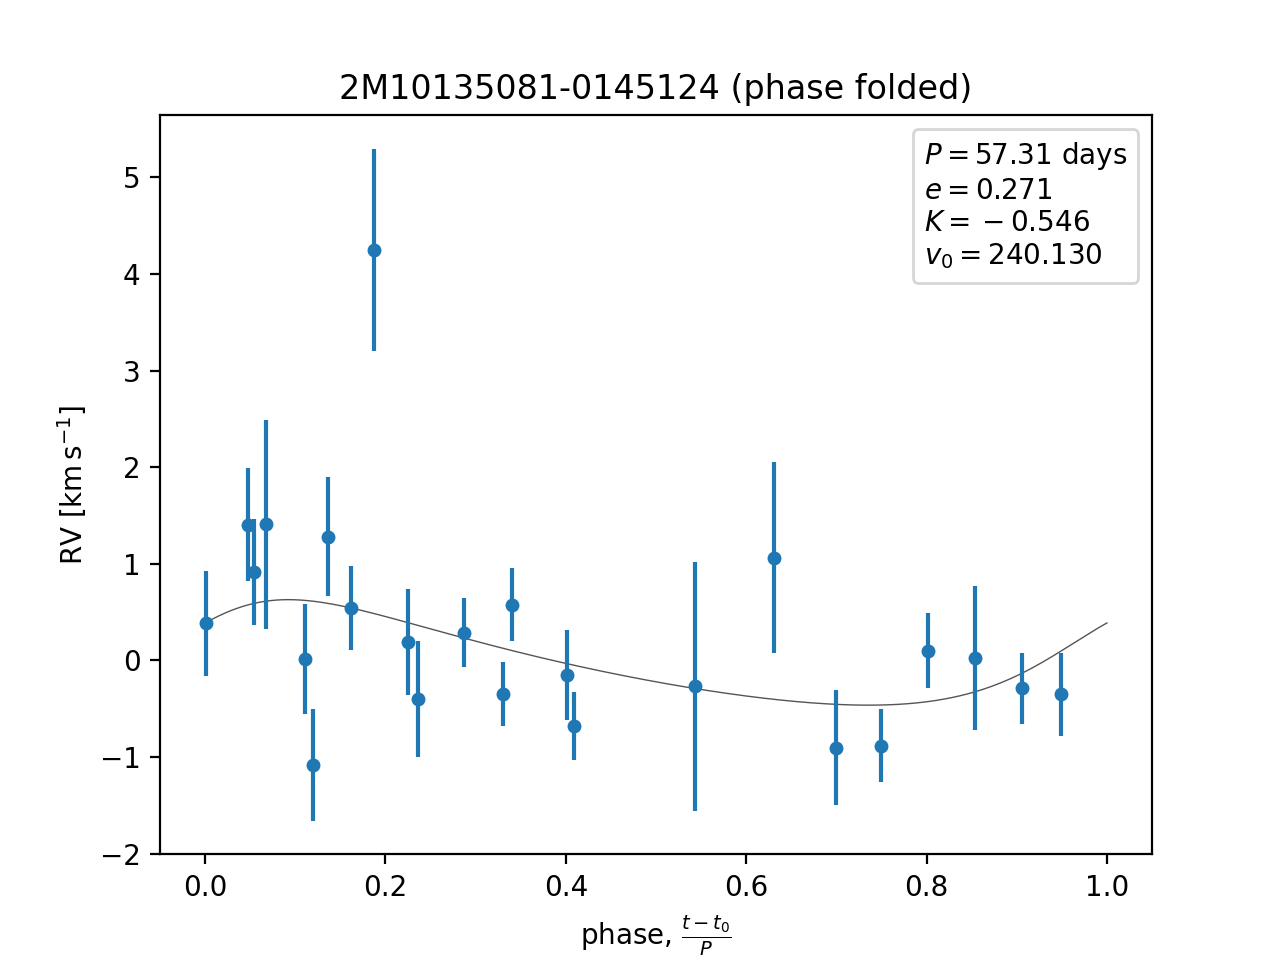 2M10135081-0145124 (phase folded)
P = 57.31 days
e = 0.271
K = −0.546
v₀ = 240.130
5
4
3
2
1
0
−1
−2
RV [km s⁻¹]
0.0 0.2 0.4 0.6 0.8 1.0
phase, (t − t₀)/P